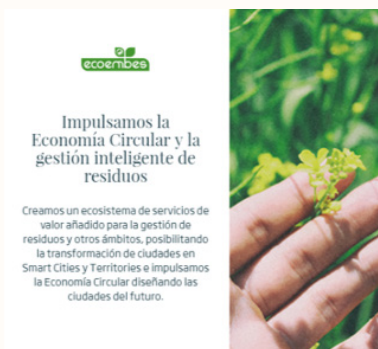 ecoembes
Impulsamos la
Economía Circular y la
gestión inteligente de
residuos
Creamos un ecosistema de servicios de
valor añadido para la gestión de
residuos y otros ámbitos, posibilitando
la transformación de ciudades en
Smart Cities y Territories e impulsamos
la Economía Circular diseñando las
ciudades del futuro.